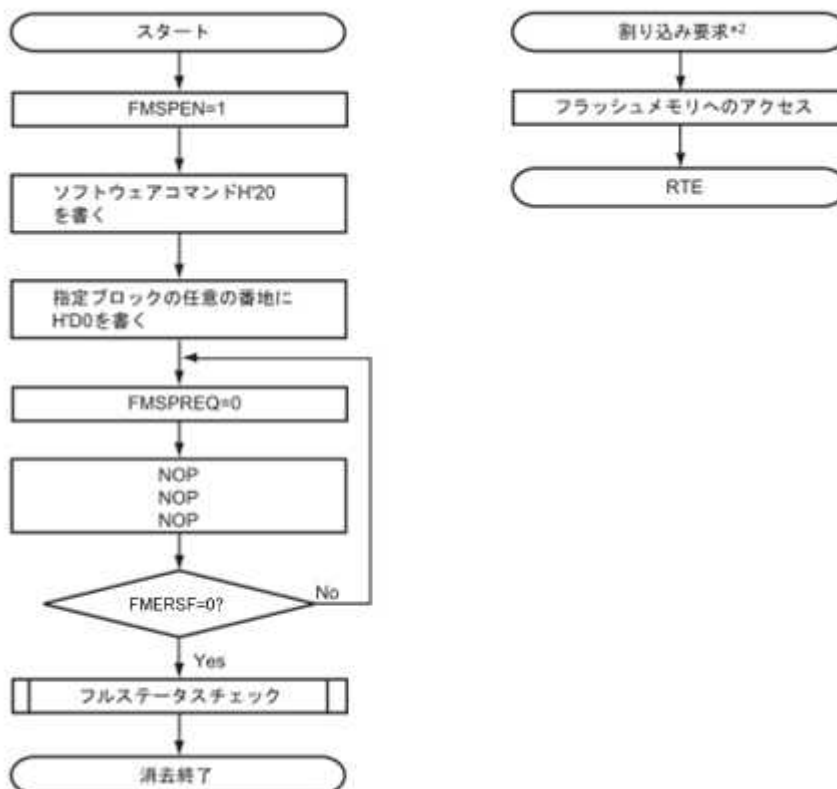 スタート
FMSPEN=1
ソフトウェアコマンドH'20
を書く
指定ブロックの任意の番地に
H'D0を書く
FMSPREQ=0
NOP
NOP
NOP
FMERSF=0?
No
Yes
フルステータスチェック
消去終了
割り込み要求*2
フラッシュメモリへのアクセス
RTE